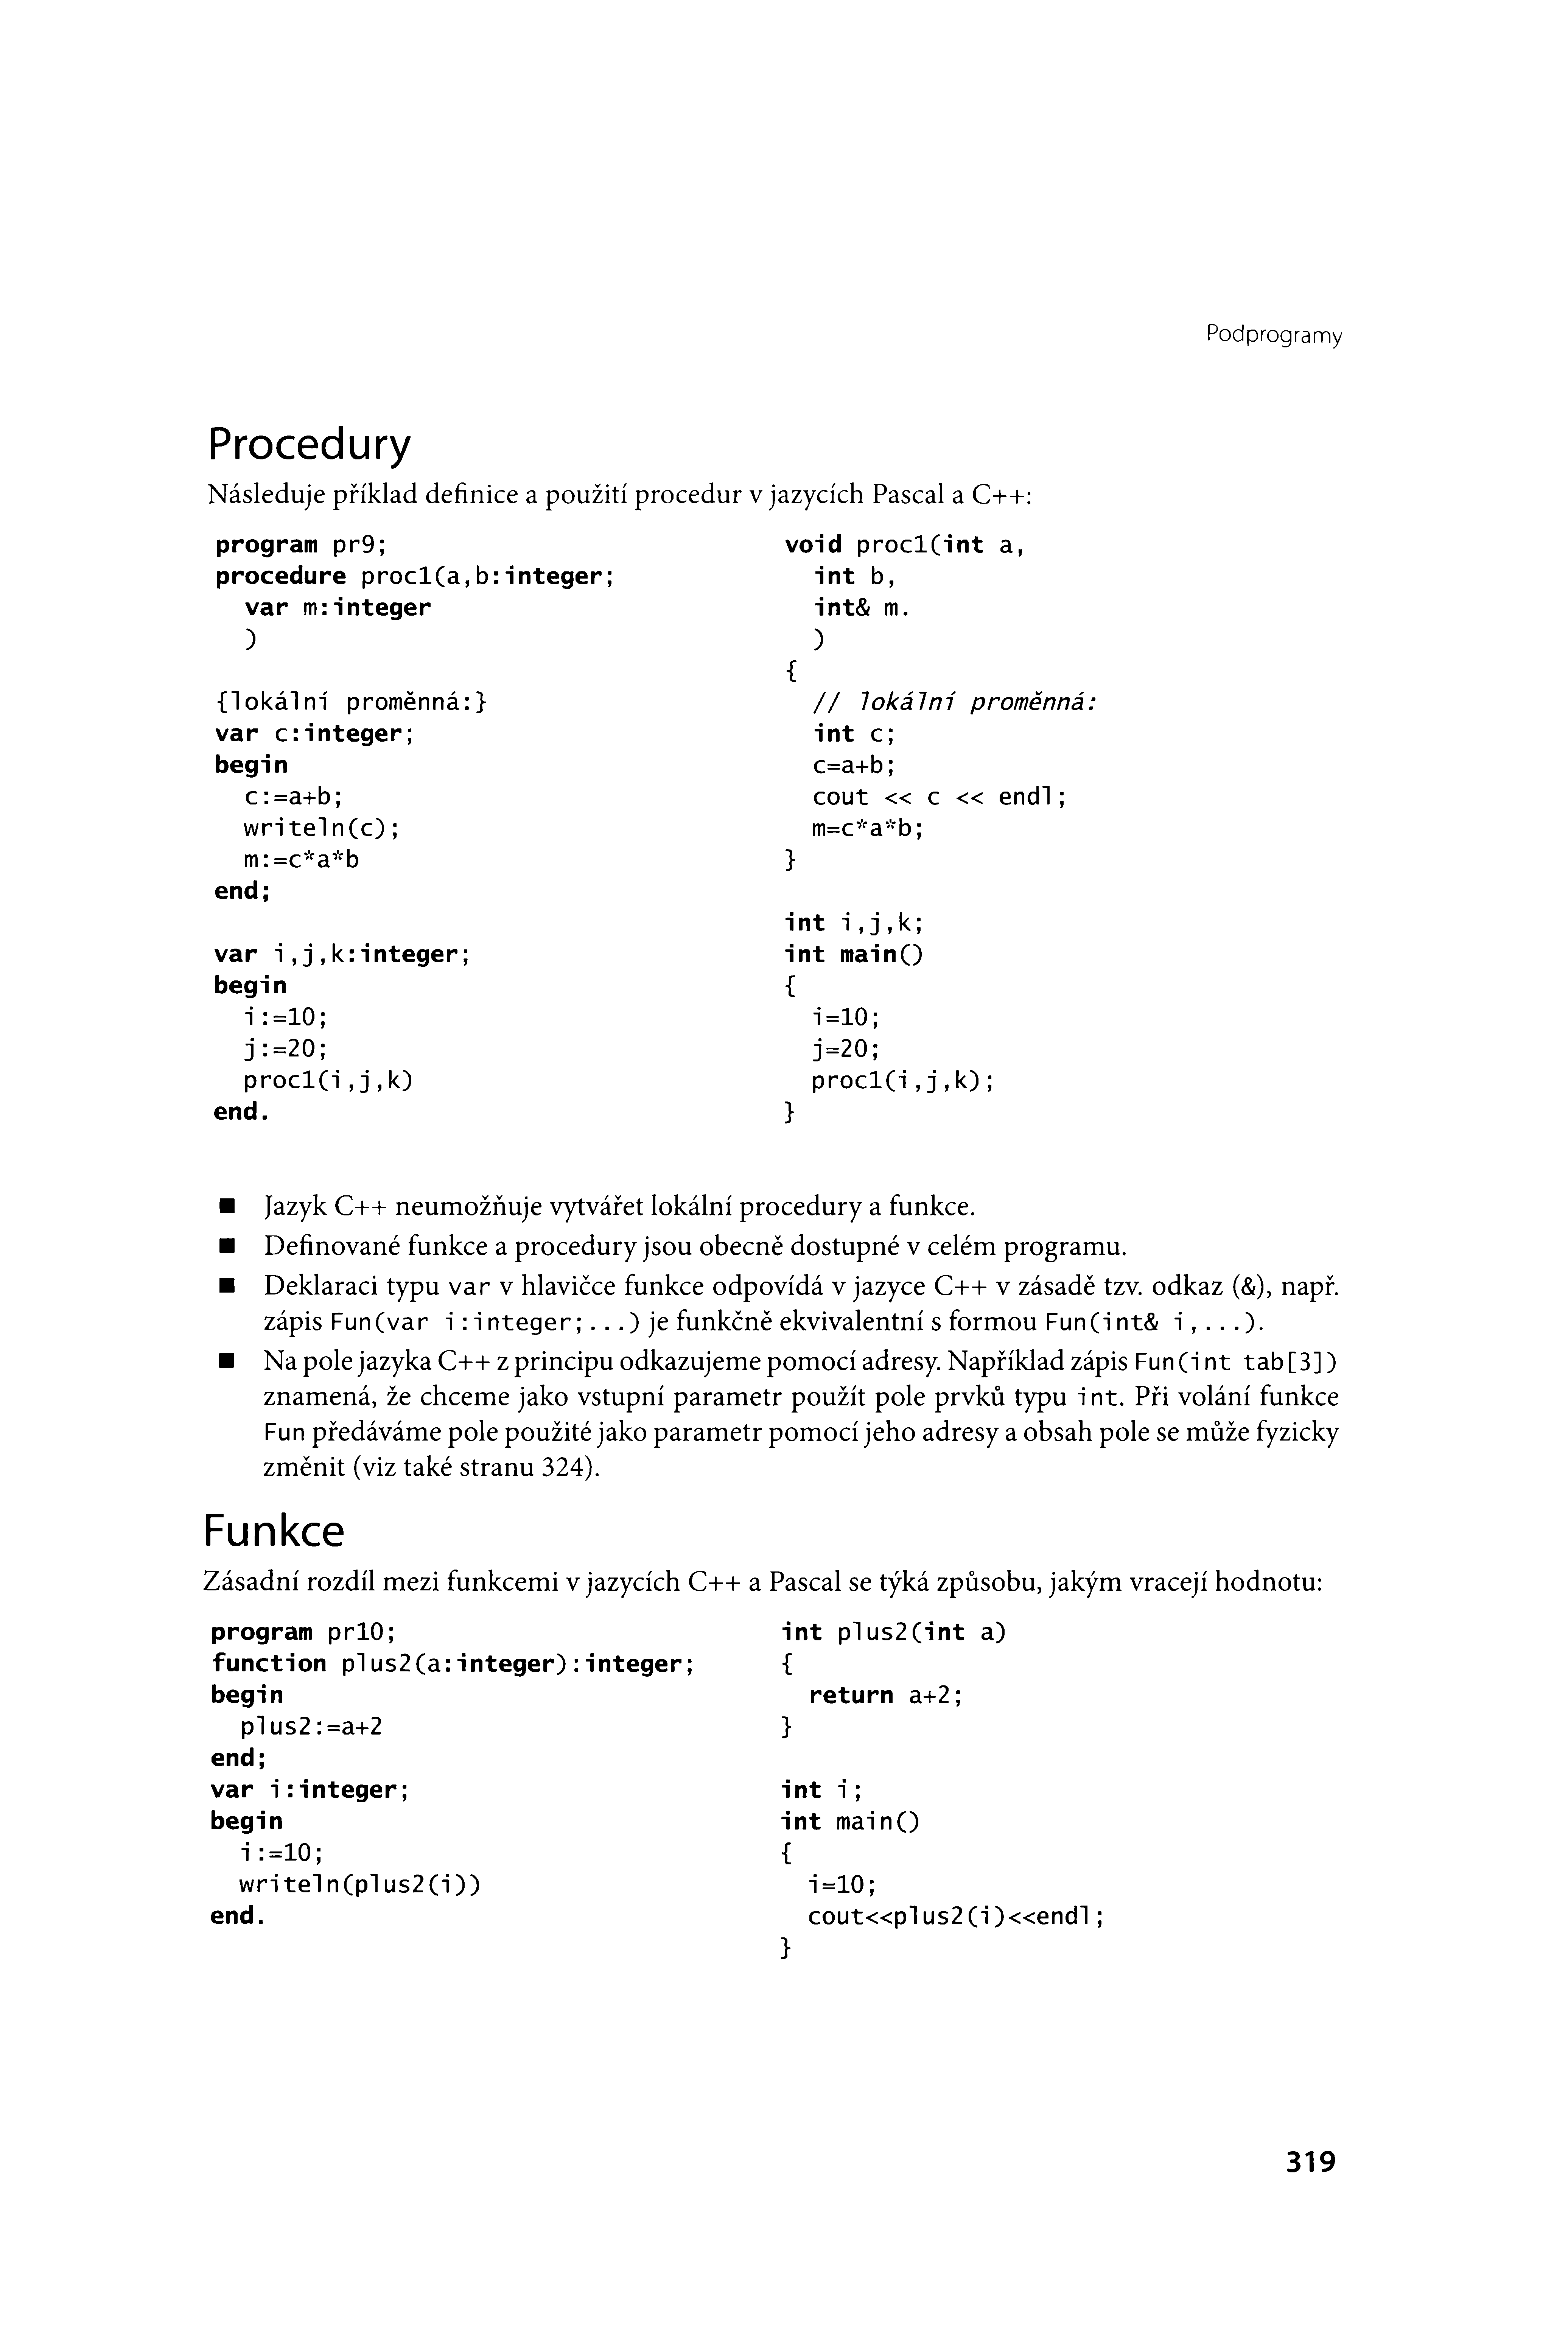 Podprogramy
Procedury
Následuje příklad definice a použití procedur v jazycích Pascal a C++:
program pr9;
procedure proc1(a,b:integer;
  var m:integer
  )
{lokální proměnná:}
var c:integer;
begin
  c:=a+b;
  writeln(c);
  m:=c*a*b
end;
var i,j,k:integer;
begin
  i:=10;
  j:=20;
  proc1(i,j,k)
end.
void proc1(int a,
  int b,
  int& m.
  )
{
  // lokální proměnná:
  int c;
  c=a+b;
  cout << c << endl;
  m=c*a*b;
}
int i,j,k;
int main()
{
  i=10;
  j=20;
  proc1(i,j,k);
}
■ Jazyk C++ neumožňuje vytvářet lokální procedury a funkce.
■ Definované funkce a procedury jsou obecně dostupné v celém programu.
■ Deklaraci typu var v hlavičce funkce odpovídá v jazyce C++ v zásadě tzv. odkaz (&), např.
zápis Fun(var i:integer;...) je funkčně ekvivalentní s formou Fun(int& i,...).
■ Na pole jazyka C++ z principu odkazujeme pomocí adresy. Například zápis Fun(int tab[3])
znamená, že chceme jako vstupní parametr použít pole prvků typu int. Při volání funkce
Fun předáváme pole použité jako parametr pomocí jeho adresy a obsah pole se může fyzicky
změnit (viz také stranu 324).
Funkce
Zásadní rozdíl mezi funkcemi v jazycích C++ a Pascal se týká způsobu, jakým vracejí hodnotu:
program pr10;
function plus2(a:integer):integer;
begin
  plus2:=a+2
end;
var i:integer;
begin
  i:=10;
  writeln(plus2(i))
end.
int plus2(int a)
{
  return a+2;
}
int i;
int main()
{
  i=10;
  cout<<plus2(i)<<endl;
}
319